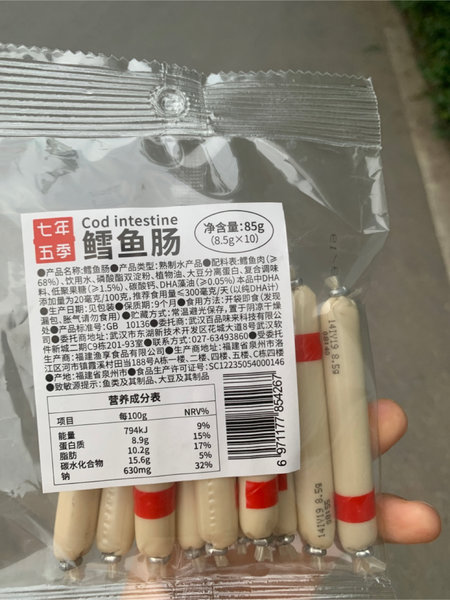 七年
五季
Cod intestine
鳕鱼肠
净含量:85g
(8.5g×10)
●产品名称:鳕鱼肠●产品类型:熟制水产品●配料表:鳕鱼肉(≥
68%)、饮用水、磷酸酯双淀粉、植物油、大豆分离蛋白、复合调味
料、低聚果糖(≥1.5%)、碳酸钙、DHA藻油(≥0.05%)本品中DHA
添加量为20毫克/100克,推荐食用量≤300毫克/天(以纯DHA计)
●生产日期:见包装●保质期:9个月●食用方法:开袋即食(发现
漏包、胀气请勿食用)●贮藏方式:常温避光保存,置于阴凉干燥
处●产品标准号:GB 10136●委托商:武汉百品味来科技有限公
司●委托商地址:武汉市东湖新技术开发区花城大道8号武汉软
件新城二期C9栋201-93室●联系方式:027-63493860●受委托
生产商:福建渔享食品有限公司●受委托商地址:福建省泉州市洛
江区河市镇霞溪村田当188号A栋一楼、二楼、四楼、五楼、C栋四楼
●产地:福建省泉州市●食品生产许可证号:SC12235054000146
●致敏源提示:鱼类及其制品、大豆及其制品
营养成分表
项目 每100g NRV%
能量 794kJ 9%
蛋白质 8.9g 15%
脂肪 10.2g 17%
碳水化合物 15.6g 5%
钠 630mg 32%
6 971177 854267
14IV19 8.5g
14IV19 8.5g
00155